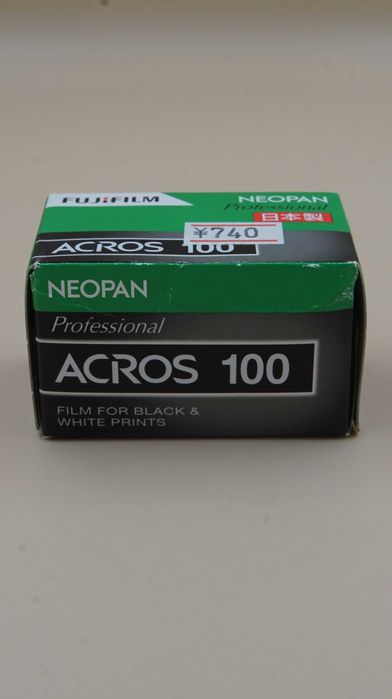 FUJIFILM
NEOPAN
Professional
日本製
¥740
ACROS 100
NEOPAN
Professional
ACROS 100
FILM FOR BLACK &
WHITE PRINTS